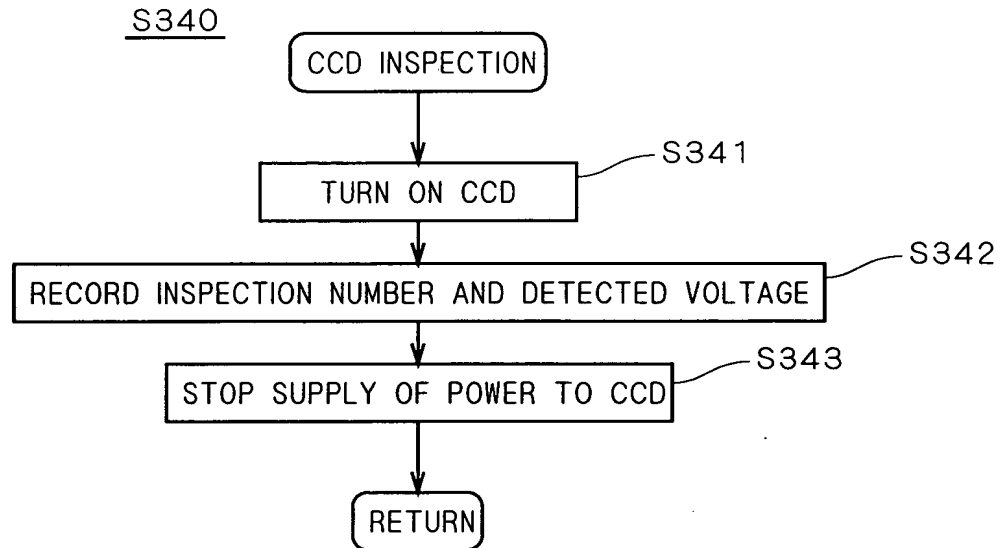 S340
CCD INSPECTION
S341
TURN ON CCD
S342
RECORD INSPECTION NUMBER AND DETECTED VOLTAGE
S343
STOP SUPPLY OF POWER TO CCD
RETURN